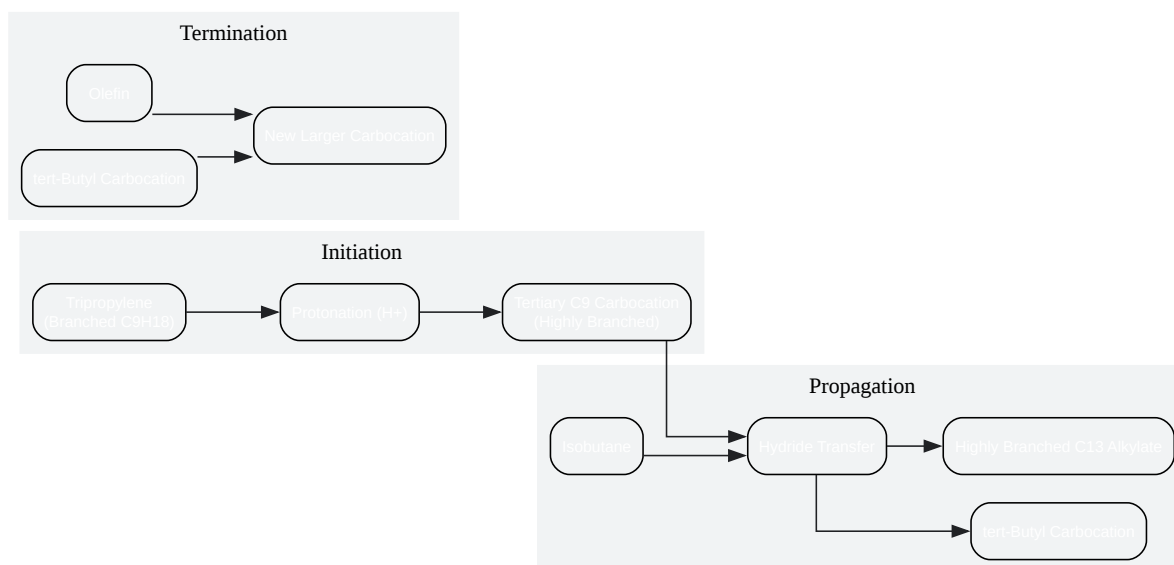 Termination
Olefin
New Larger Carbocation
tert-Butyl Carbocation
Initiation
Tripropylene
(Branched C9H18)
Protonation (H+)
Tertiary C9 Carbocation
(Highly Branched)
Propagation
Isobutane
Hydride Transfer
Highly Branched C13 Alkylate
tert-Butyl Carbocation